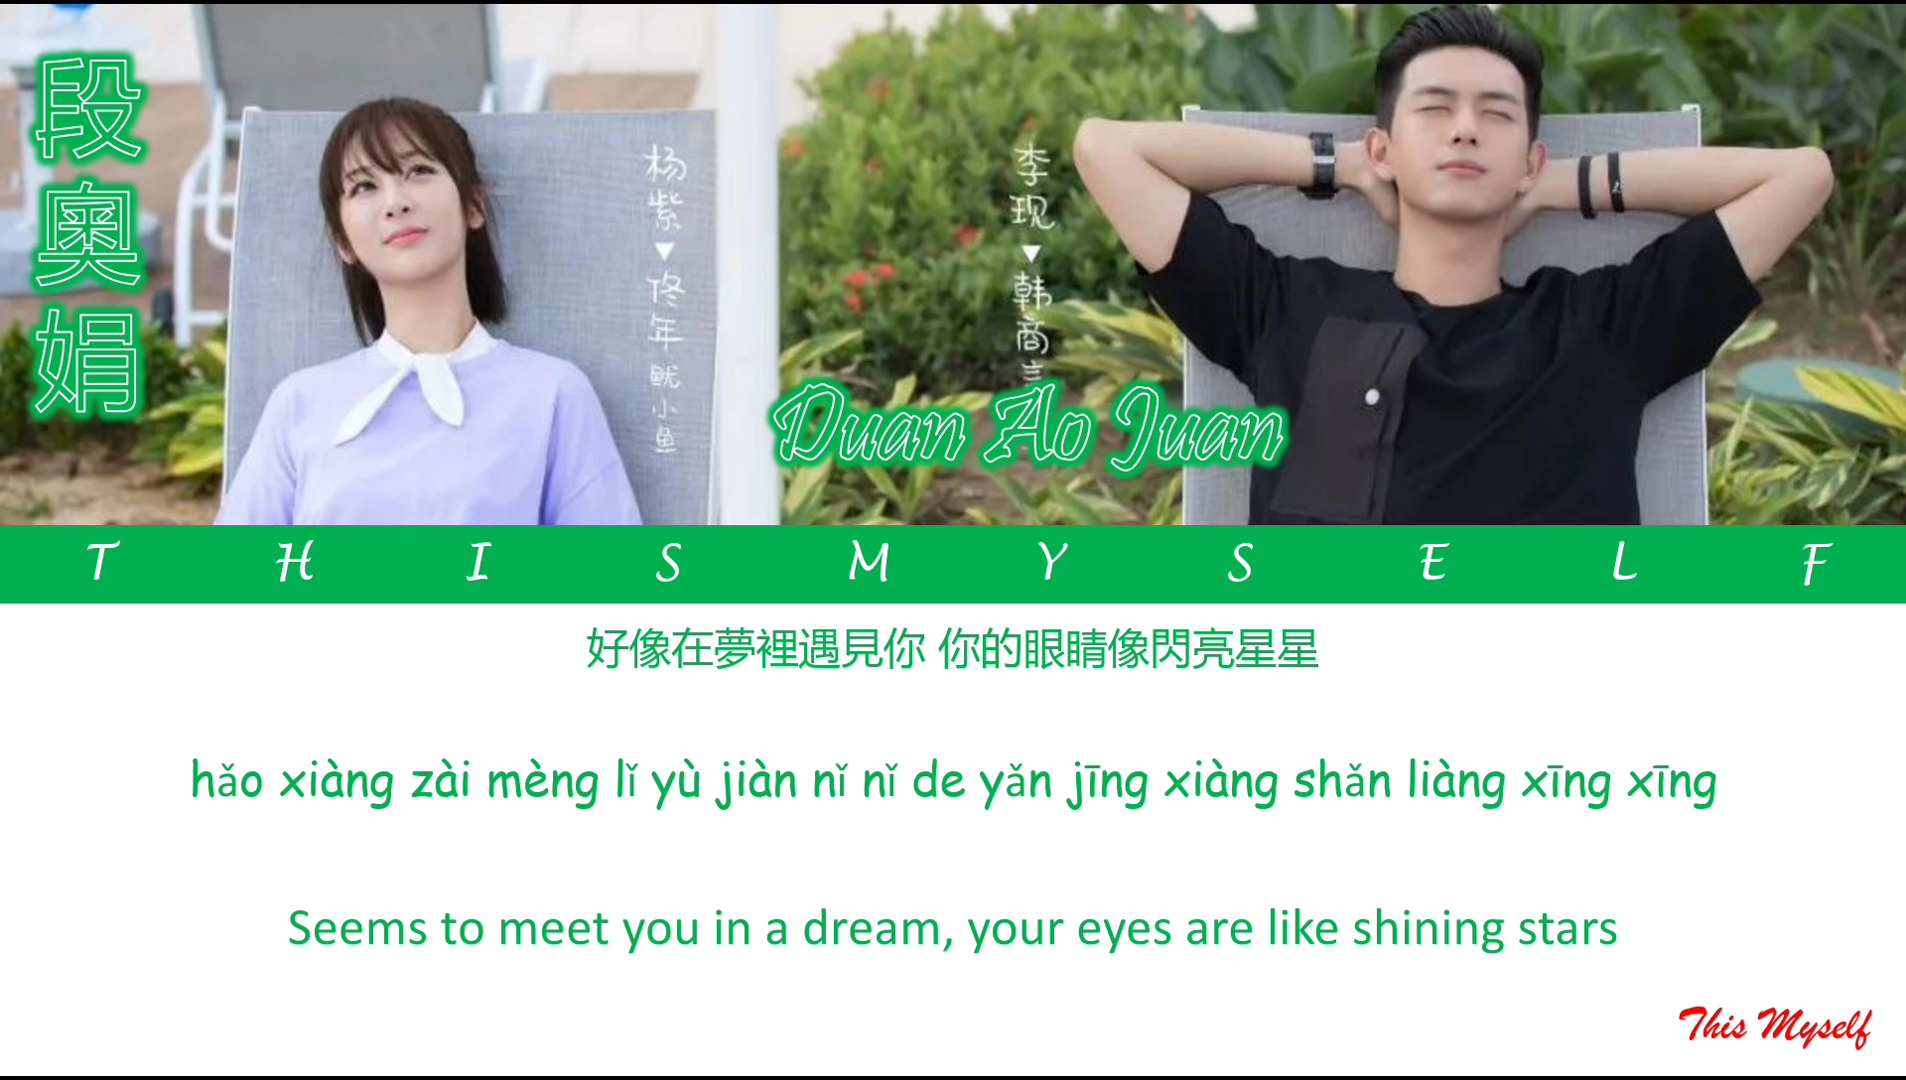 段奥娟
杨紫▼佟年 鱿小鱼
李现▼韩商言
Duan Ao Juan
T H I S M Y S E L F
好像在夢裡遇見你 你的眼睛像閃亮星星
hǎo xiàng zài mèng lǐ yù jiàn nǐ nǐ de yǎn jīng xiàng shǎn liàng xīng xīng
Seems to meet you in a dream, your eyes are like shining stars
This Myself